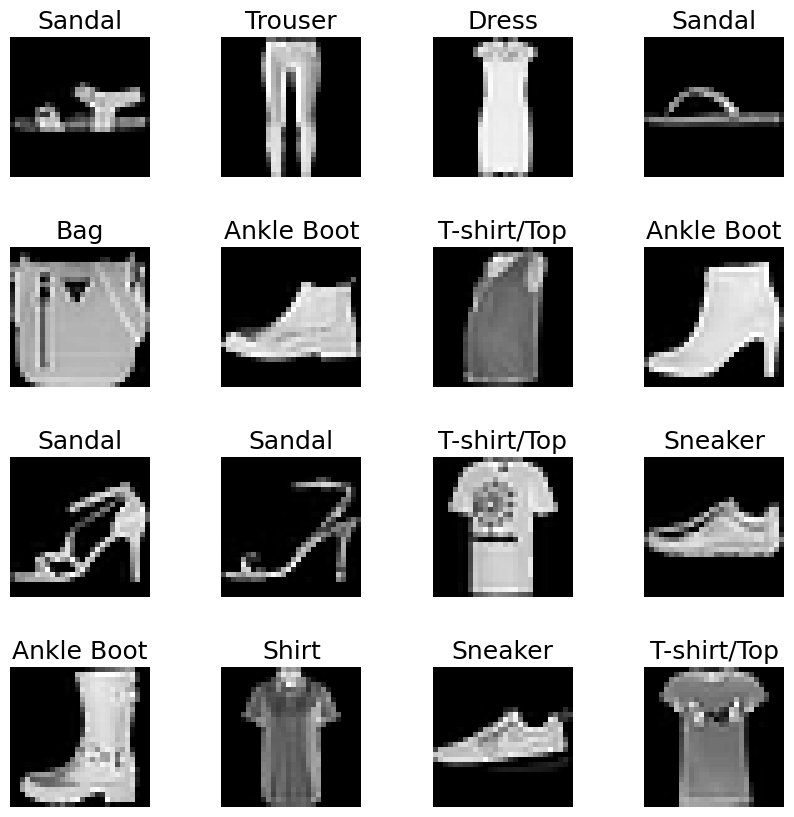 Sandal
Trouser
Dress
Sandal
Bag
Ankle Boot
T-shirt/Top
Ankle Boot
Sandal
Sandal
T-shirt/Top
Sneaker
Ankle Boot
Shirt
Sneaker
T-shirt/Top